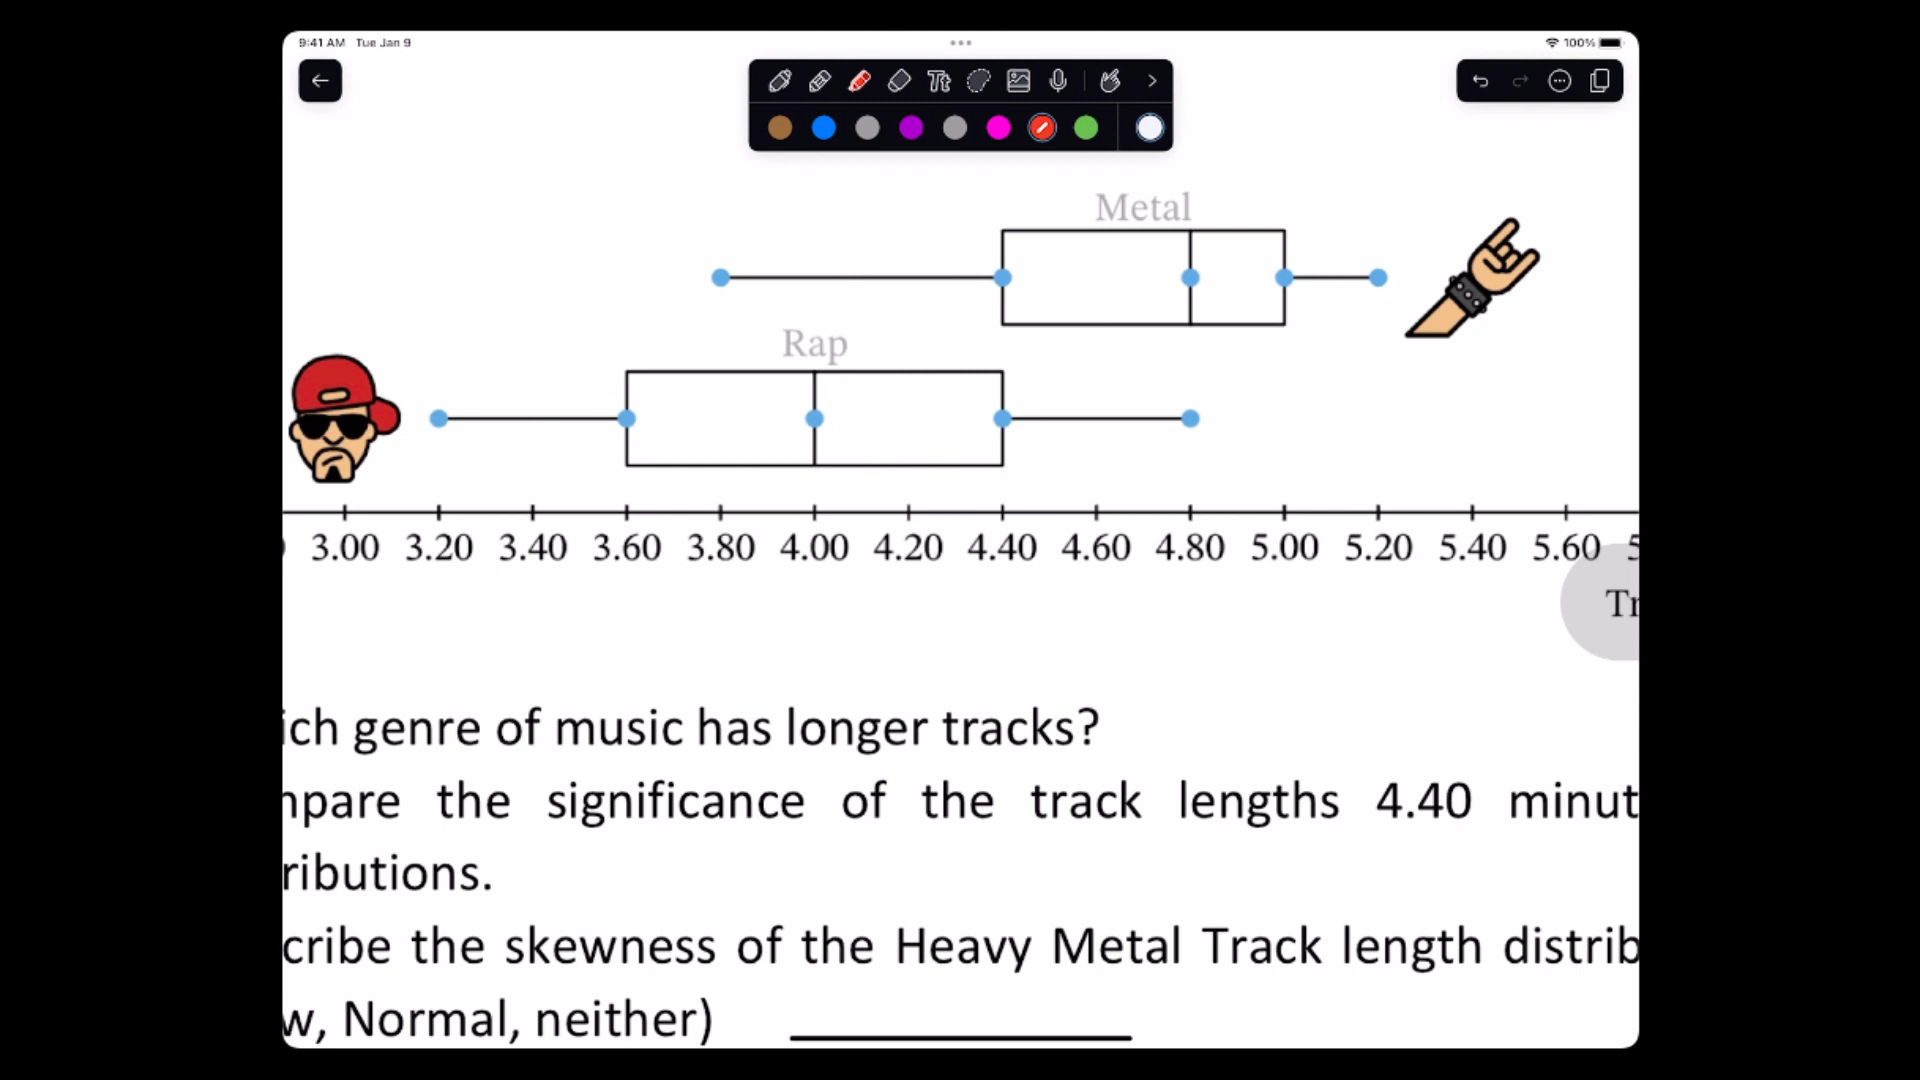 9:41 AM Tue Jan 9
100%
Tt
Metal
Rap
3.00 3.20 3.40 3.60 3.80 4.00 4.20 4.40 4.60 4.80 5.00 5.20 5.40 5.60 5
Tr
ich genre of music has longer tracks?
npare the significance of the track lengths 4.40 minut
ributions.
cribe the skewness of the Heavy Metal Track length distrib
w, Normal, neither)